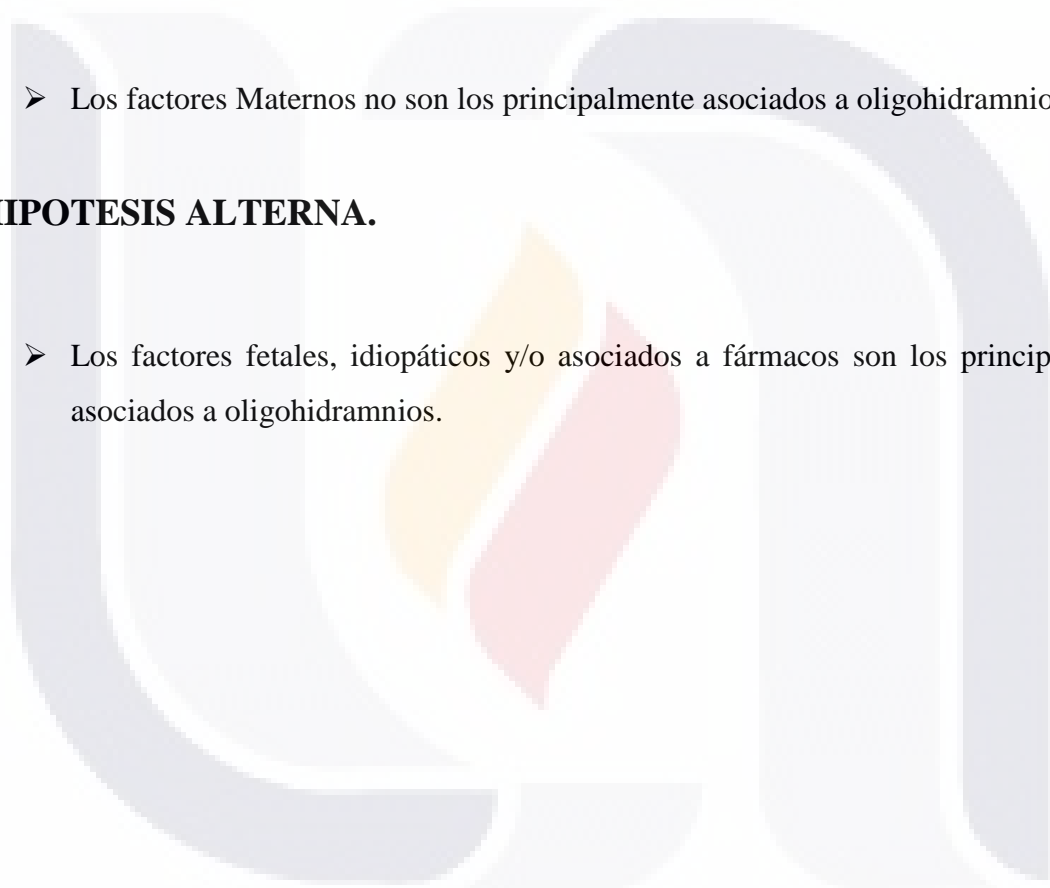 ➤ Los factores Maternos no son los principalmente asociados a oligohidramnio
IIPOTESIS ALTERNA.
➤ Los factores fetales, idiopáticos y/o asociados a fármacos son los princip
asociados a oligohidramnios.